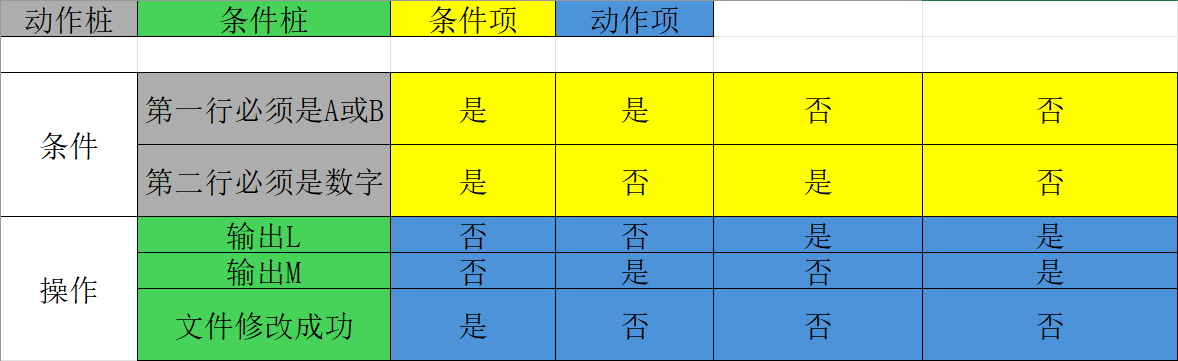 动作桩 条件桩 条件项 动作项
条件 第一行必须是A或B 是 是 否 否
第二行必须是数字 是 否 是 否
操作 输出L 否 否 是 是
输出M 否 是 否 是
文件修改成功 是 否 否 否